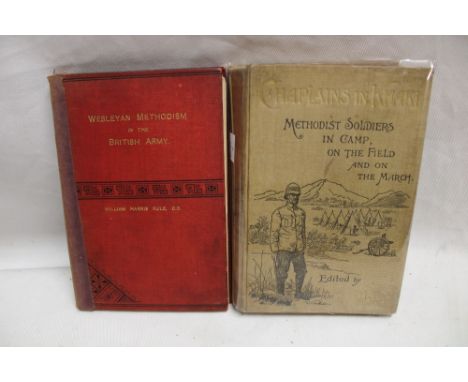 WESLEYAN METHODISM
IN THE
BRITISH ARMY.
WILLIAM HARRIS RULE, D.D.
CHAPLAINS IN KHAKI
METHODIST SOLDIERS
IN CAMP,
ON THE FIELD
AND ON
THE MARCH.
Edited by